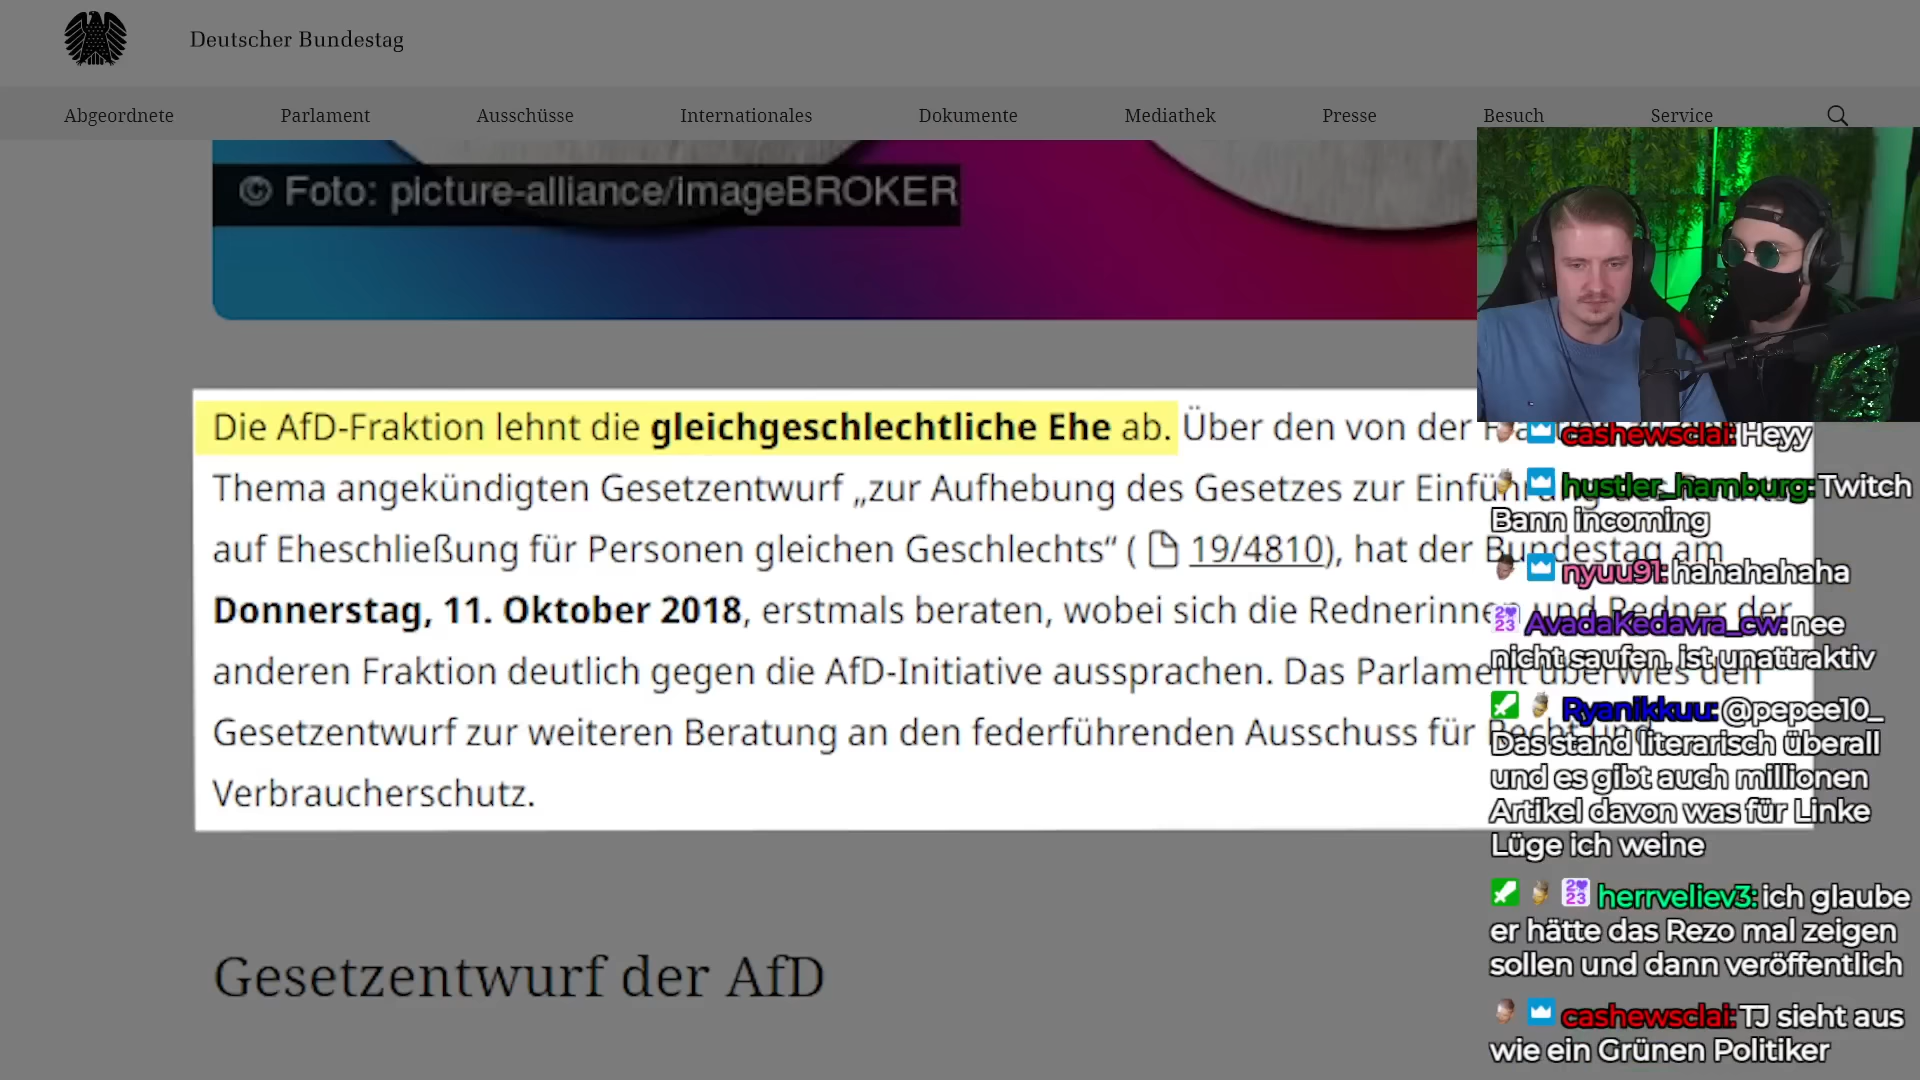 Deutscher Bundestag
Abgeordnete Parlament Ausschüsse Internationales Dokumente Mediathek Presse Besuch Service
© Foto: picture-alliance/imageBROKER
Die AfD-Fraktion lehnt die gleichgeschlechtliche Ehe ab. Über den von der
Thema angekündigten Gesetzentwurf „zur Aufhebung des Gesetzes zur
auf Eheschließung für Personen gleichen Geschlechts“ ( 19/4810), hat der Bundestag am
Donnerstag, 11. Oktober 2018, erstmals beraten, wobei sich die Rednerinnen und Redner der
anderen Fraktion deutlich gegen die AfD-Initiative aussprachen. Das Parlament überwies den
Gesetzentwurf zur weiteren Beratung an den federführenden Ausschuss für
Verbraucherschutz.
Gesetzentwurf der AfD
cashewsclai: Heyy
hustler_hamburg: Twitch
Bann incoming
nyuu91: hahahahaha
AvadaKedavra_cw: nee
nicht saufen. ist unattraktiv
Ryanikkuu: @pepee10_
Das stand literarisch überall
und es gibt auch millionen
Artikel davon was für Linke
Lüge ich weine
herrveliev3: ich glaube
er hätte das Rezo mal zeigen
sollen und dann veröffentlich
cashewsclai: TJ sieht aus
wie ein Grünen Politiker